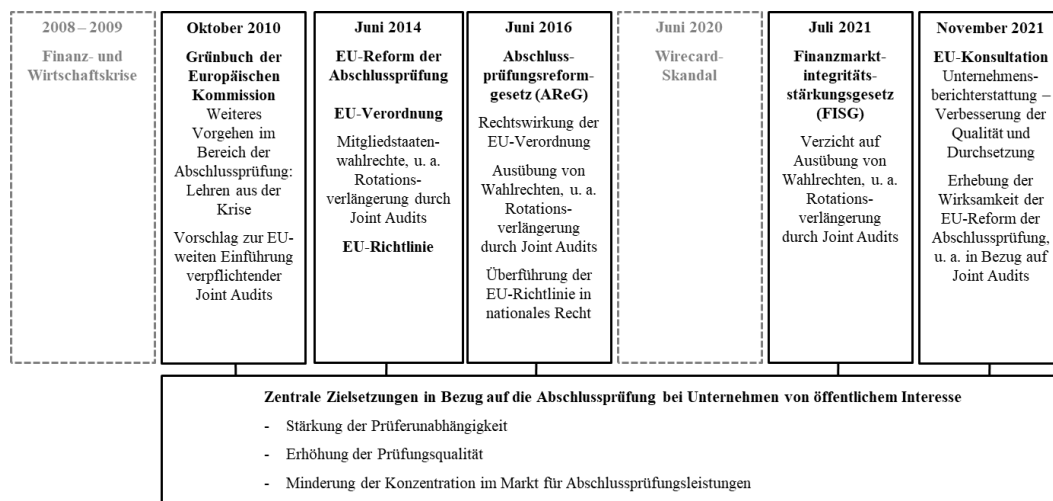 2008 – 2009
Finanz- und
Wirtschaftskrise
Oktober 2010
Grünbuch der
Europäischen
Kommission
Weiteres
Vorgehen im
Bereich der
Abschlussprüfung:
Lehren aus der
Krise
Vorschlag zur EU-
weiten Einführung
verpflichtender
Joint Audits
Juni 2014
EU-Reform der
Abschlussprüfung
EU-Verordnung
Mitgliedstaaten-
wahlrechte, u. a.
Rotations-
verlängerung durch
Joint Audits
EU-Richtlinie
Juni 2016
Abschluss-
prüfungsreform-
gesetz (AReG)
Rechtswirkung der
EU-Verordnung
Ausübung von
Wahlrechten, u. a.
Rotations-
verlängerung
durch Joint Audits
Überführung der
EU-Richtlinie in
nationales Recht
Juni 2020
Wirecard-
Skandal
Juli 2021
Finanzmarkt-
integritäts-
stärkungsgesetz
(FISG)
Verzicht auf
Ausübung von
Wahlrechten, u. a.
Rotations-
verlängerung
durch Joint Audits
November 2021
EU-Konsultation
Unternehmens-
berichterstattung –
Verbesserung der
Qualität und
Durchsetzung
Erhebung der
Wirksamkeit der
EU-Reform der
Abschlussprüfung,
u. a. in Bezug auf
Joint Audits
Zentrale Zielsetzungen in Bezug auf die Abschlussprüfung bei Unternehmen von öffentlichem Interesse
- Stärkung der Prüferunabhängigkeit
- Erhöhung der Prüfungsqualität
- Minderung der Konzentration im Markt für Abschlussprüfungsleistungen